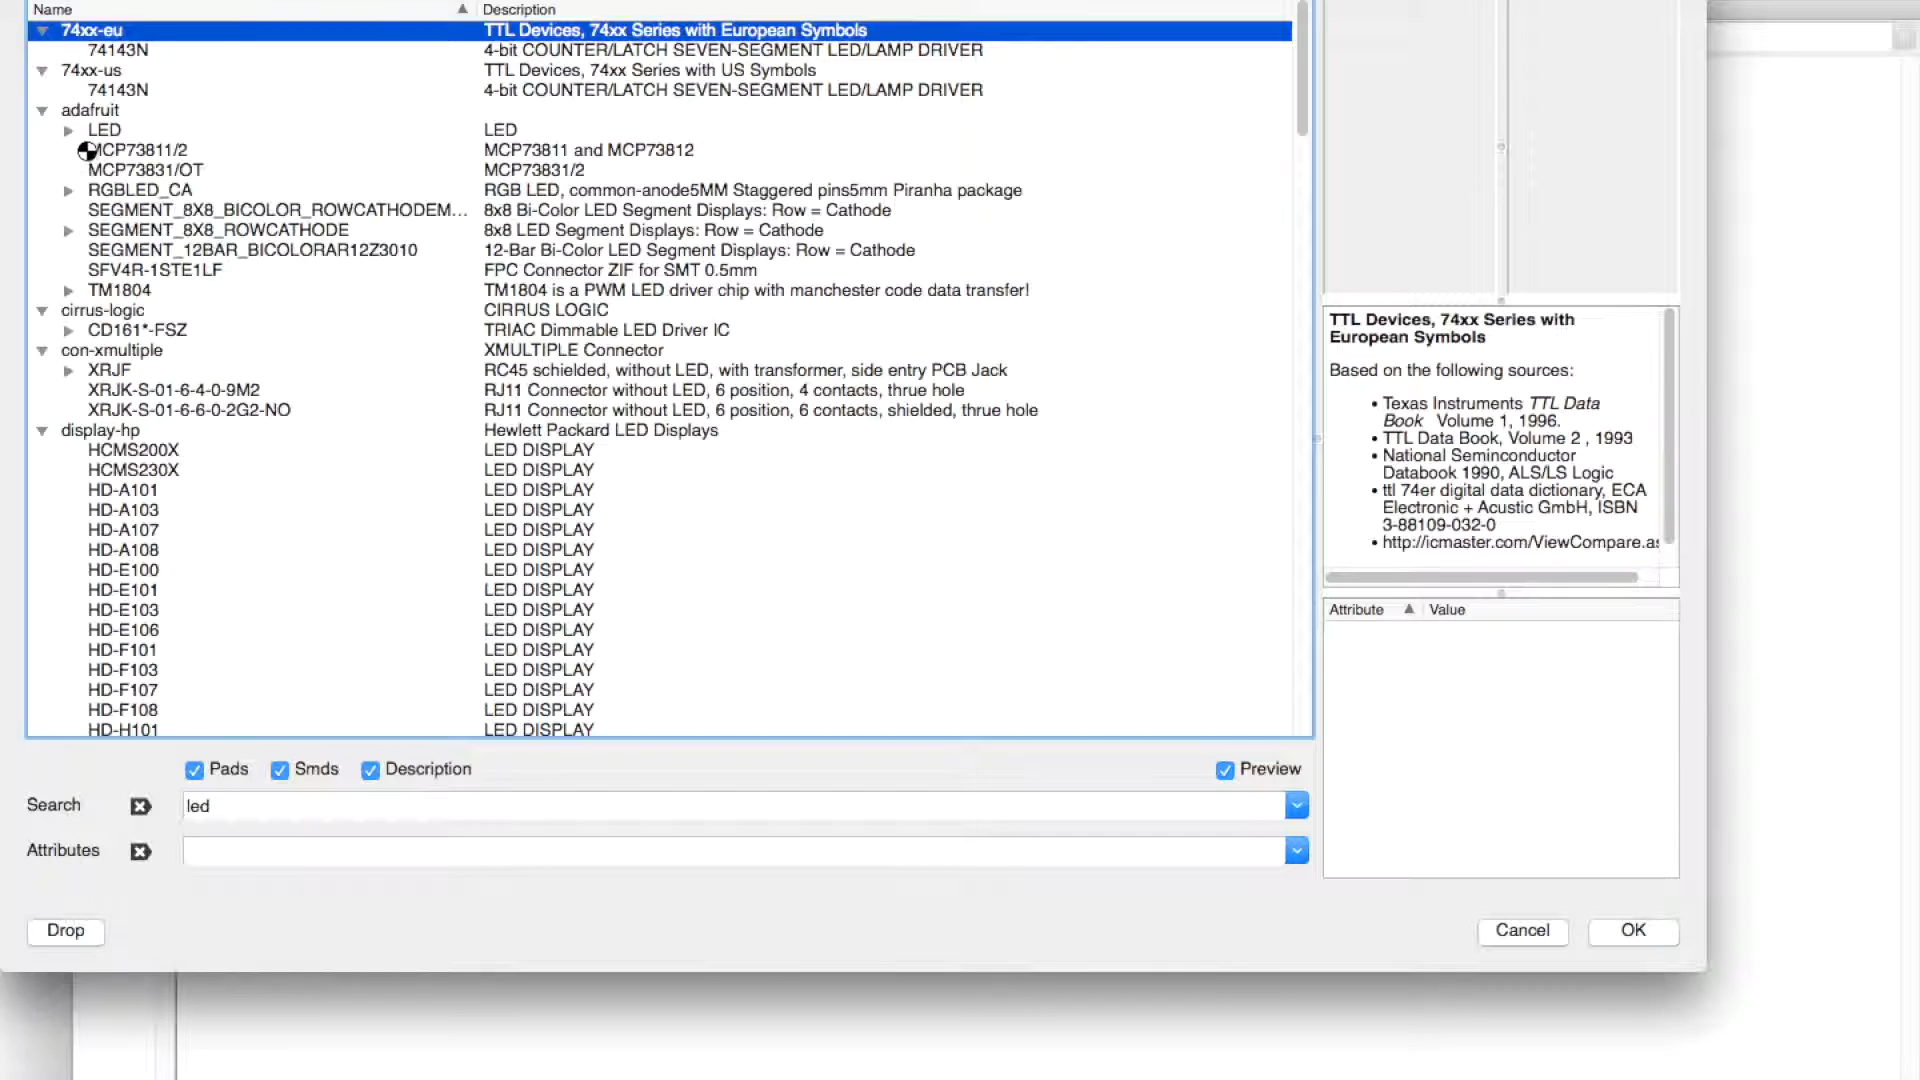 Name Description
74xx-eu TTL Devices, 74xx Series with European Symbols
74143N 4-bit COUNTER/LATCH SEVEN-SEGMENT LED/LAMP DRIVER
74xx-us TTL Devices, 74xx Series with US Symbols
74143N 4-bit COUNTER/LATCH SEVEN-SEGMENT LED/LAMP DRIVER
adafruit
LED LED
MCP73811/2 MCP73811 and MCP73812
MCP73831/OT MCP73831/2
RGBLED_CA RGB LED, common-anode5MM Staggered pins5mm Piranha package
SEGMENT_8X8_BICOLOR_ROWCATHODEM... 8x8 Bi-Color LED Segment Displays: Row = Cathode
SEGMENT_8X8_ROWCATHODE 8x8 LED Segment Displays: Row = Cathode
SEGMENT_12BAR_BICOLORAR12Z3010 12-Bar Bi-Color LED Segment Displays: Row = Cathode
SFV4R-1STE1LF FPC Connector ZIF for SMT 0.5mm
TM1804 TM1804 is a PWM LED driver chip with manchester code data transfer!
cirrus-logic CIRRUS LOGIC
CD161*-FSZ TRIAC Dimmable LED Driver IC
con-xmultiple XMULTIPLE Connector
XRJF RC45 schielded, without LED, with transformer, side entry PCB Jack
XRJK-S-01-6-4-0-9M2 RJ11 Connector without LED, 6 position, 4 contacts, thrue hole
XRJK-S-01-6-6-0-2G2-NO RJ11 Connector without LED, 6 position, 6 contacts, shielded, thrue hole
display-hp Hewlett Packard LED Displays
HCMS200X LED DISPLAY
HCMS230X LED DISPLAY
HD-A101 LED DISPLAY
HD-A103 LED DISPLAY
HD-A107 LED DISPLAY
HD-A108 LED DISPLAY
HD-E100 LED DISPLAY
HD-E101 LED DISPLAY
HD-E103 LED DISPLAY
HD-E106 LED DISPLAY
HD-F101 LED DISPLAY
HD-F103 LED DISPLAY
HD-F107 LED DISPLAY
HD-F108 LED DISPLAY
HD-H101 LED DISPLAY
Pads Smds Description Preview
Search led
Attributes
Drop
TTL Devices, 74xx Series with
European Symbols
Based on the following sources:
• Texas Instruments TTL Data
Book Volume 1, 1996.
• TTL Data Book, Volume 2 , 1993
• National Seminconductor
Databook 1990, ALS/LS Logic
• ttl 74er digital data dictionary, ECA
Electronic + Acustic GmbH, ISBN
3-88109-032-0
• http://icmaster.com/ViewCompare.as
Attribute Value
Cancel OK